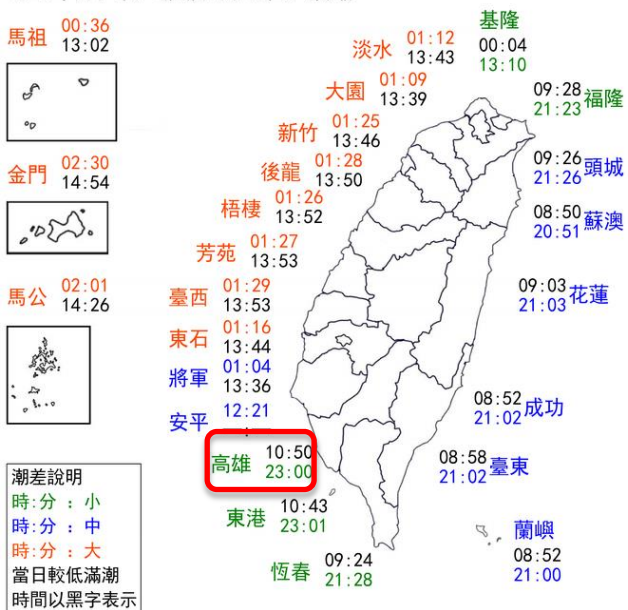 馬祖 00:36
13:02
金門 02:30
14:54
馬公 02:01
14:26
基隆
00:04
13:10
淡水 01:12
13:43
大園 01:09
13:39
新竹 01:25
13:46
後龍 01:28
13:50
梧棲 01:26
13:52
芳苑 01:27
13:53
臺西 01:29
13:53
東石 01:16
13:44
將軍 01:04
13:36
安平 12:21
--:--
高雄 10:50
23:00
東港 10:43
23:01
恆春 09:24
21:28
09:28 福隆
21:23
09:26 頭城
21:26
08:50 蘇澳
20:51
09:03 花蓮
21:03
08:52 成功
21:02
08:58 臺東
21:02
蘭嶼
08:52
21:00
潮差說明
時:分 : 小
時:分 : 中
時:分 : 大
當日較低滿潮
時間以黑字表示